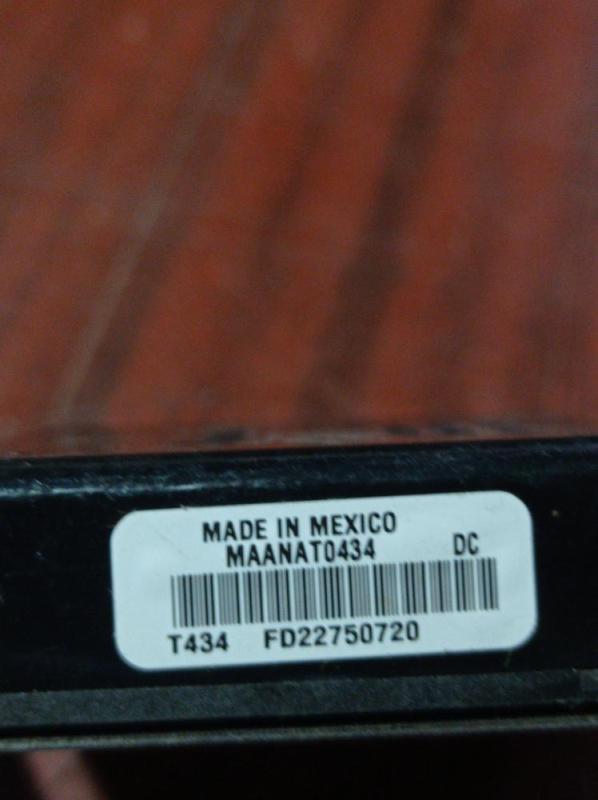 MADE IN MEXICO
MAANAT0434 DC
T434 FD22750720